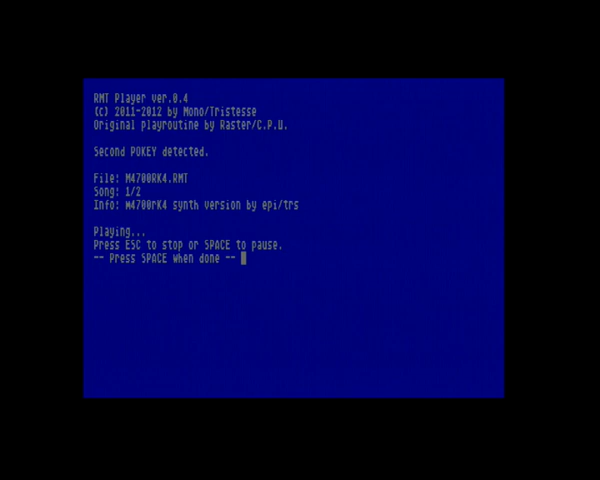 RMT Player ver.0.4
(c) 2011-2012 by Mono/Tristesse
Original playroutine by Raster/C.P.U.
Second POKEY detected.
File: M4700RK4.RMT
Song: 1/2
Info: m4700rk4 synth version by epi/trs
Playing...
Press ESC to stop or SPACE to pause.
-- Press SPACE when done --